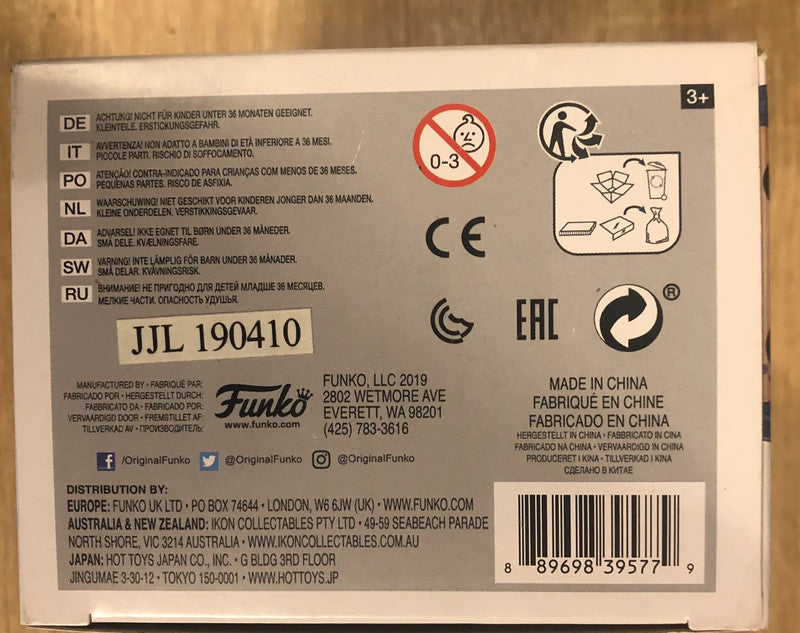 3+
DE ACHTUNG! NICHT FÜR KINDER UNTER 36 MONATEN GEEIGNET.
KLEINTEILE. ERSTICKUNGSGEFAHR.
IT AVVERTENZA! NON ADATTO A BAMBINI DI ETÀ INFERIORE A 36 MESI.
PICCOLE PARTI. RISCHIO DI SOFFOCAMENTO.
PO ATENÇÃO! CONTRA-INDICADO PARA CRIANÇAS COM MENOS DE 36 MESES.
PEQUENAS PARTES. RISCO DE ASFIXIA.
NL WAARSCHUWING! NIET GESCHIKT VOOR KINDEREN JONGER DAN 36 MAANDEN.
KLEINE ONDERDELEN. VERSTIKKINGSGEVAAR.
DA ADVARSEL! IKKE EGNET TIL BØRN UNDER 36 MÅNEDER.
SMÅ DELE. KVÆLNINGSFARE.
SW VARNING! INTE LÄMPLIG FÖR BARN UNDER 36 MÅNADER.
SMÅ DELAR. KVÄVNINGSRISK.
RU ВНИМАНИЕ! НЕ ПРИГОДНО ДЛЯ ДЕТЕЙ МЛАДШЕ 36 МЕСЯЦЕВ.
МЕЛКИЕ ЧАСТИ. ОПАСНОСТЬ УДУШЬЯ.
0-3
CE
EAC
®
JJL 190410
MANUFACTURED BY • FABRIQUÉ PAR:
FABRICADO POR • HERGESTELLT DURCH:
FABBRICATO DA • FABRICADO POR:
VERVAARDIGD DOOR • FREMSTILLET AF:
TILLVERKAD AV • ПРОИЗВОДИТЕЛЬ:
Funko
www.funko.com
FUNKO, LLC 2019
2802 WETMORE AVE
EVERETT, WA 98201
(425) 783-3616
MADE IN CHINA
FABRIQUÉ EN CHINE
FABRICADO EN CHINA
HERGESTELLT IN CHINA • FABBRICATO IN CINA
FABRICADO NA CHINA • VERVAARDIGD IN CHINA
PRODUCERET I KINA • TILLVERKAD I KINA
СДЕЛАНО В КИТАЕ
/OriginalFunko @OriginalFunko @OriginalFunko
DISTRIBUTION BY:
EUROPE: FUNKO UK LTD • PO BOX 74644 • LONDON, W6 6JW (UK) • WWW.FUNKO.COM
AUSTRALIA & NEW ZEALAND: IKON COLLECTABLES PTY LTD • 49-59 SEABEACH PARADE
NORTH SHORE, VIC 3214 AUSTRALIA • WWW.IKONCOLLECTABLES.COM.AU
JAPAN: HOT TOYS JAPAN CO., INC. • G BLDG 3RD FLOOR
JINGUMAE 3-30-12 • TOKYO 150-0001 • WWW.HOTTOYS.JP
8 89698 39577 9